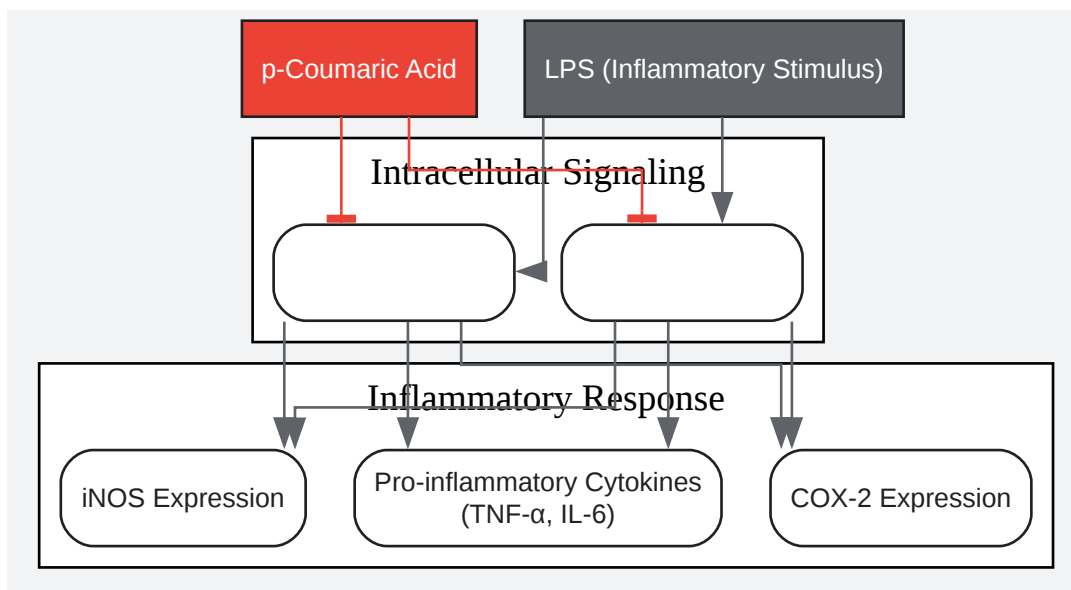 p-Coumaric Acid
LPS (Inflammatory Stimulus)
Intracellular Signaling
Inflammatory Response
iNOS Expression
Pro-inflammatory Cytokines
(TNF-α, IL-6)
COX-2 Expression